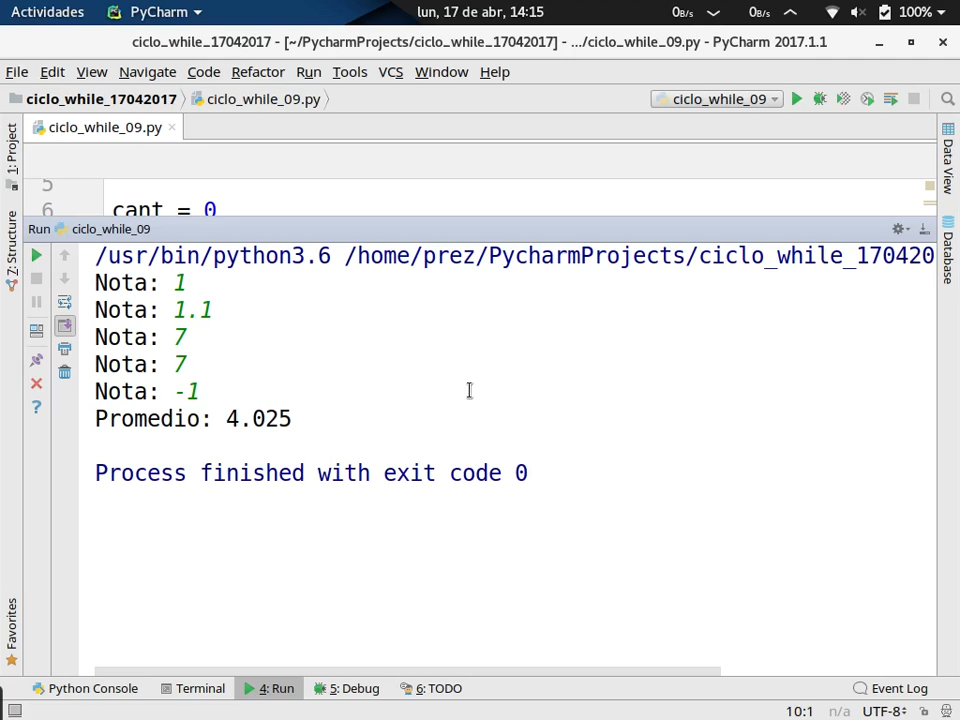 Actividades PyCharm lun, 17 de abr, 14:15 0B/s 0B/s 100%
ciclo_while_17042017 - [~/PycharmProjects/ciclo_while_17042017] - .../ciclo_while_09.py - PyCharm 2017.1.1
File Edit View Navigate Code Refactor Run Tools VCS Window Help
ciclo_while_17042017 ciclo_while_09.py ciclo_while_09
ciclo_while_09.py
1: Project
7: Structure
Favorites
Data View
Database
5
6 cant = 0
Run ciclo_while_09
/usr/bin/python3.6 /home/prez/PycharmProjects/ciclo_while_170420
Nota: 1
Nota: 1.1
Nota: 7
Nota: 7
Nota: -1
Promedio: 4.025
Process finished with exit code 0
Python Console Terminal 4: Run 5: Debug 6: TODO Event Log
10:1 n/a UTF-8